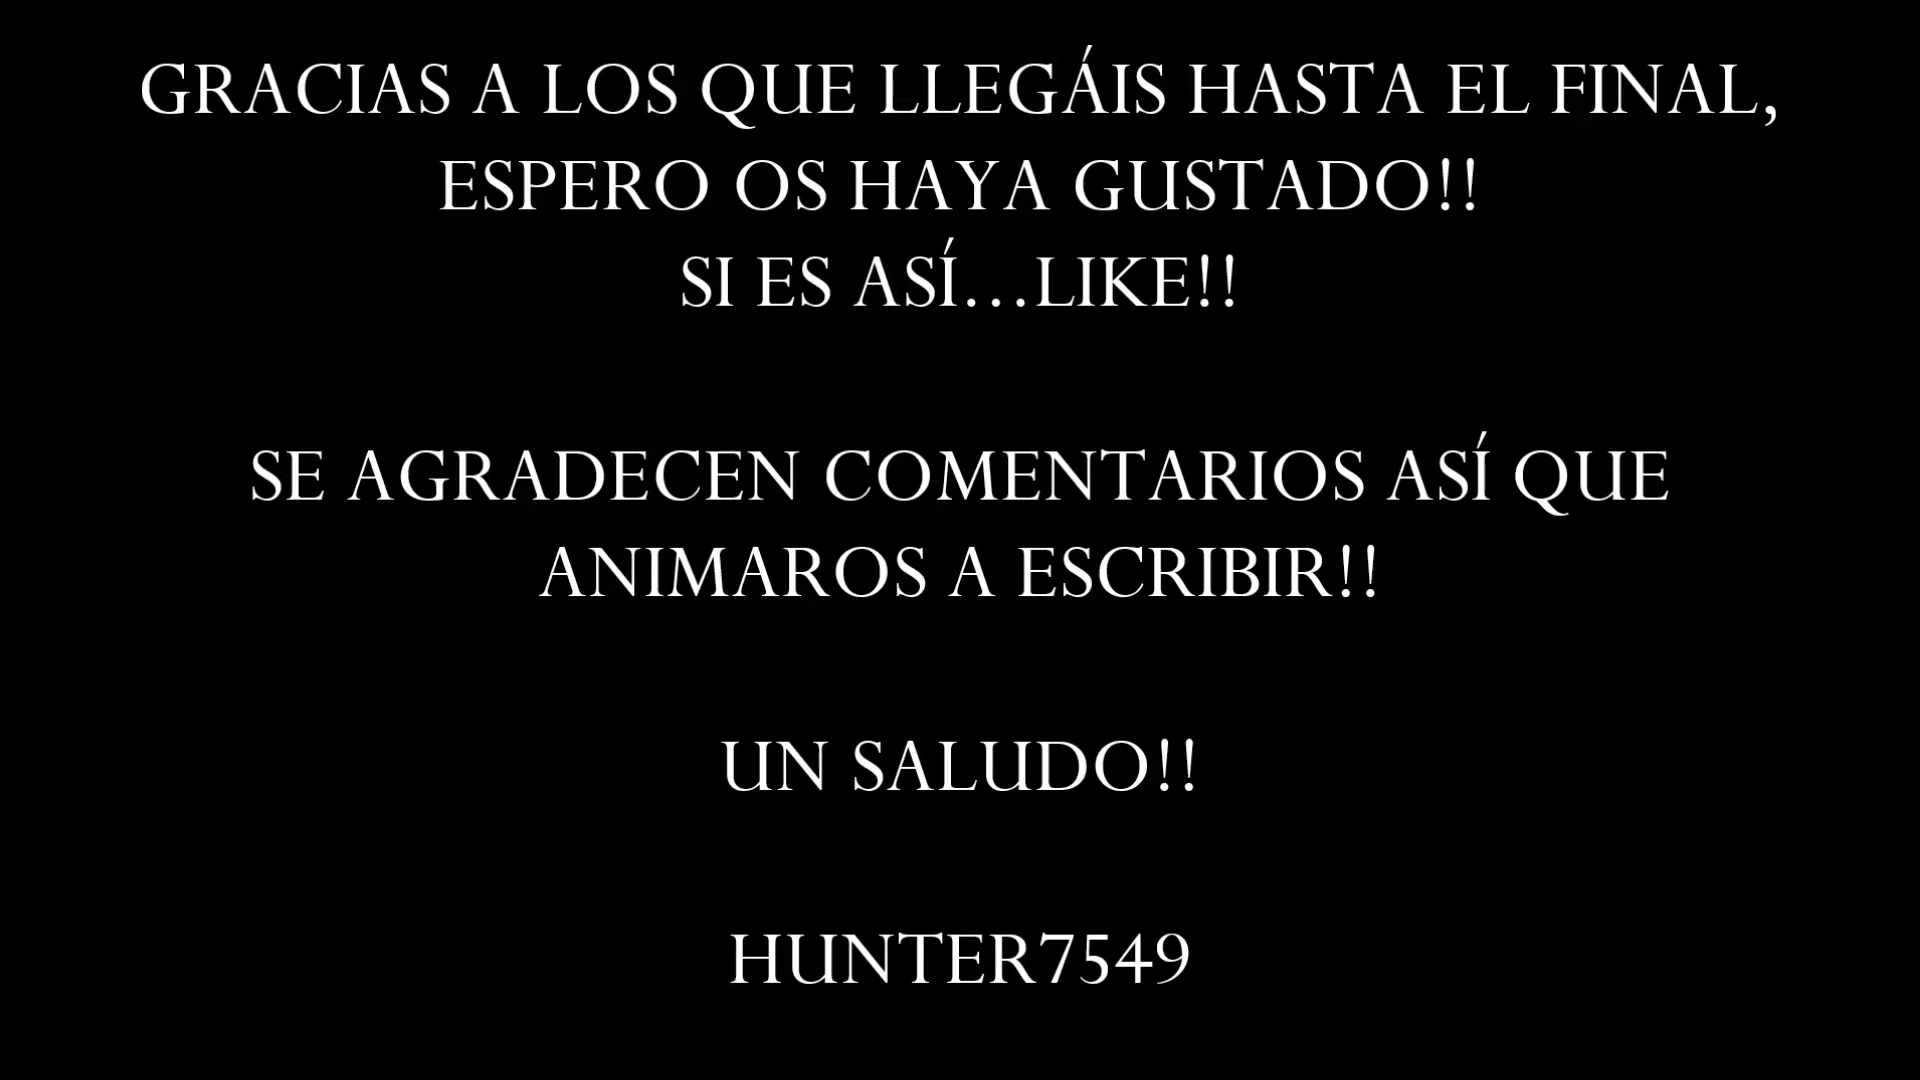 GRACIAS A LOS QUE LLEGÁIS HASTA EL FINAL,
ESPERO OS HAYA GUSTADO!!
SI ES ASÍ...LIKE!!
SE AGRADECEN COMENTARIOS ASÍ QUE
ANIMAROS A ESCRIBIR!!
UN SALUDO!!
HUNTER7549